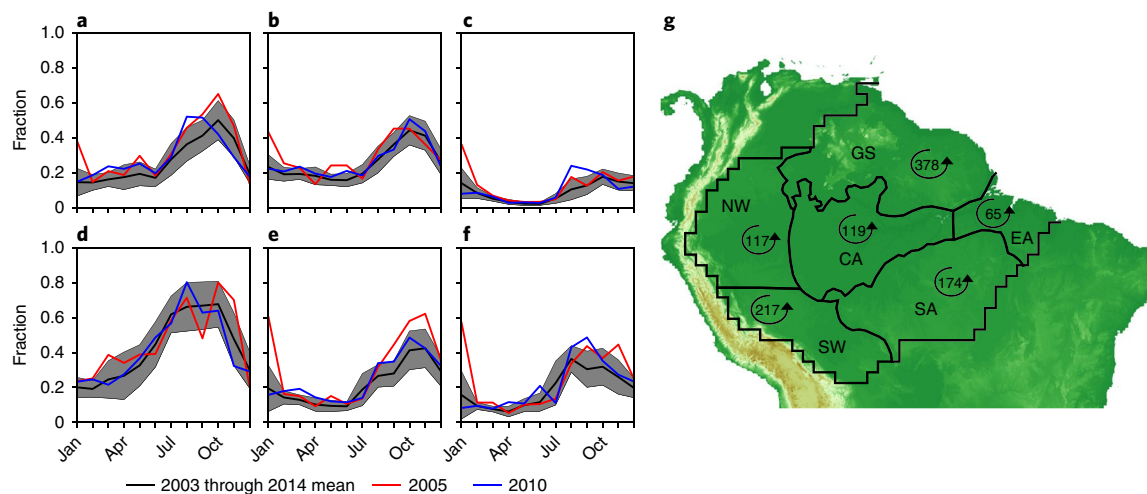 a
b
c
g
1.0
0.8
0.6
0.4
0.2
0
Fraction
d
e
f
1.0
0.8
0.6
0.4
0.2
0
Fraction
Jan Apr Jul Oct
Jan Apr Jul Oct
Jan Apr Jul Oct
2003 through 2014 mean 2005 2010
GS
378
NW
65
119
117
EA
CA
174
217
SA
SW